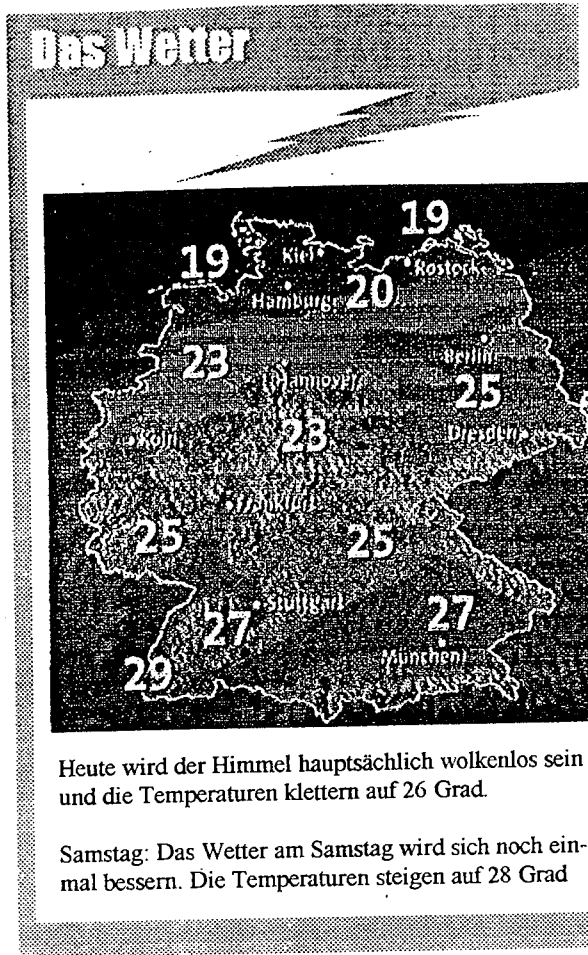 Das Wetter
19
19
Kiel
Rostock
Hamburg
20
23
Hannover
Berlin
25
23
Köln
Dresden
Frankfurt
25
25
Stuttgart
27
27
München
29
Heute wird der Himmel hauptsächlich wolkenlos sein
und die Temperaturen klettern auf 26 Grad.
Samstag: Das Wetter am Samstag wird sich noch ein-
mal bessern. Die Temperaturen steigen auf 28 Grad